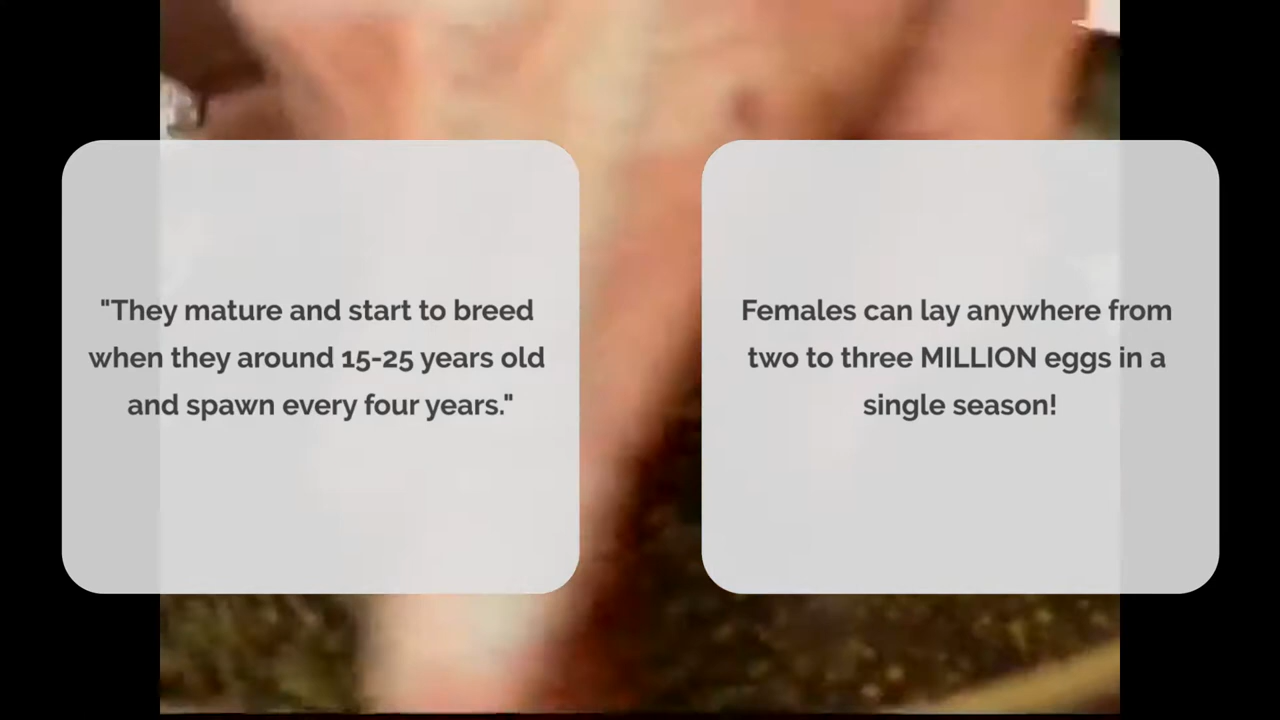 "They mature and start to breed
when they around 15-25 years old
and spawn every four years."
Females can lay anywhere from
two to three MILLION eggs in a
single season!